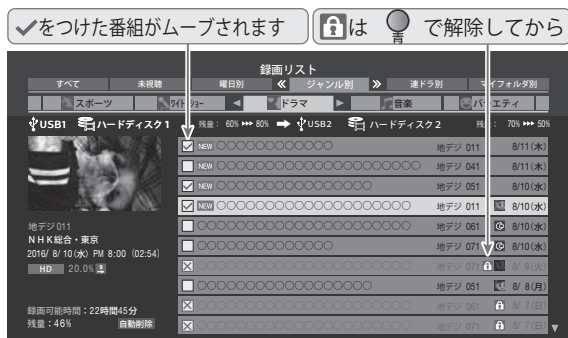 ✓をつけた番組がムーブされます
は 青 で解除してから
録画リスト
すべて 未視聴 曜日別 ≪ ジャンル別 ≫ 連ドラ別 マイフォルダ別
スポーツ ワイドショー ◀ ドラマ ▶ 音楽 バラエティ
USB1 ハードディスク1 残量： 60% ▸▸▸ 80% ➡ USB2 ハードディスク2 残量： 70% ▸▸▸ 50%
NEW 〇〇〇〇〇〇〇〇〇〇〇〇 地デジ 011 8/11(木)
〇〇〇〇〇〇〇〇〇〇〇〇〇〇〇〇〇〇〇〇〇 地デジ 041 8/11(木)
NEW 〇〇〇〇〇〇〇〇〇〇〇〇〇〇〇〇 地デジ 051 8/10(水)
NEW 〇〇〇〇〇〇〇〇〇〇〇〇〇〇〇〇〇〇〇〇 地デジ 011 8/10(水)
〇〇〇〇〇〇〇〇〇〇〇〇〇〇〇〇〇〇〇〇〇 地デジ 061 8/10(水)
〇〇〇〇〇〇〇〇〇〇〇〇〇〇 地デジ 071 8/10(水)
〇〇〇〇〇〇〇〇〇〇〇〇〇〇〇〇〇〇〇〇〇 地デジ 071 8/ 9(火)
〇〇〇〇〇〇〇〇〇〇〇〇〇〇〇〇 地デジ 051 8/ 8(月)
〇〇〇〇〇〇〇〇〇〇〇〇〇〇〇〇〇〇〇〇〇 地デジ 061 8/ 7(日)
〇〇〇〇〇〇〇〇〇〇〇〇〇〇〇〇〇〇〇〇〇 地デジ 071 8/ 7(日)
地デジ011
NHK総合・東京
2016/ 8/10(水) PM 8:00 (02:54)
HD 20.0%
録画可能時間：22時間45分
残量：46% 自動削除